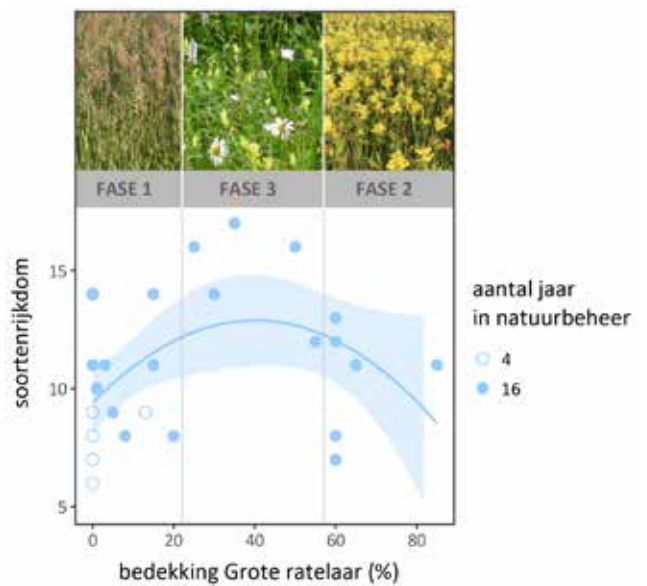 FASE 1
FASE 3
FASE 2
soortenrijkdom
15
10
5
0
20
40
60
80
bedekking Grote ratelaar (%)
aantal jaar
in natuurbeheer
4
16